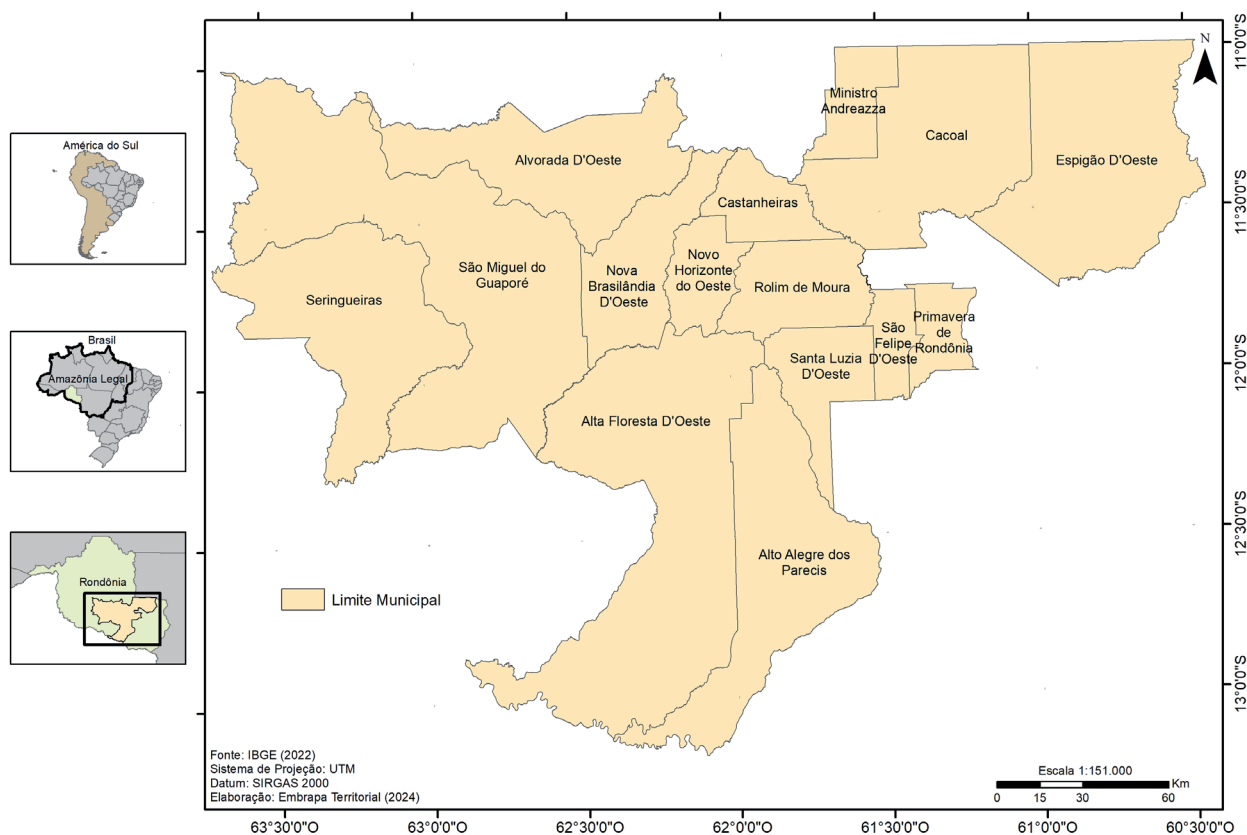 América do Sul
Brasil
Amazônia Legal
Rondônia
N
Ministro
Andreazza
Cacoal
Espigão D'Oeste
Alvorada D'Oeste
Castanheiras
São Miguel do
Guaporé
Nova
Brasilândia
D'Oeste
Novo
Horizonte
do Oeste
Rolim de Moura
Seringueiras
São
Felipe
D'Oeste
Primavera
de
Rondônia
Santa Luzia
D'Oeste
Alta Floresta D'Oeste
Alto Alegre dos
Parecis
Limite Municipal
Fonte: IBGE (2022)
Sistema de Projeção: UTM
Datum: SIRGAS 2000
Elaboração: Embrapa Territorial (2024)
Escala 1:151.000
Km
0 15 30 60
11°0'0"S
11°30'0"S
12°0'0"S
12°30'0"S
13°0'0"S
63°30'0"O 63°0'0"O 62°30'0"O 62°0'0"O 61°30'0"O 61°0'0"O 60°30'0"O